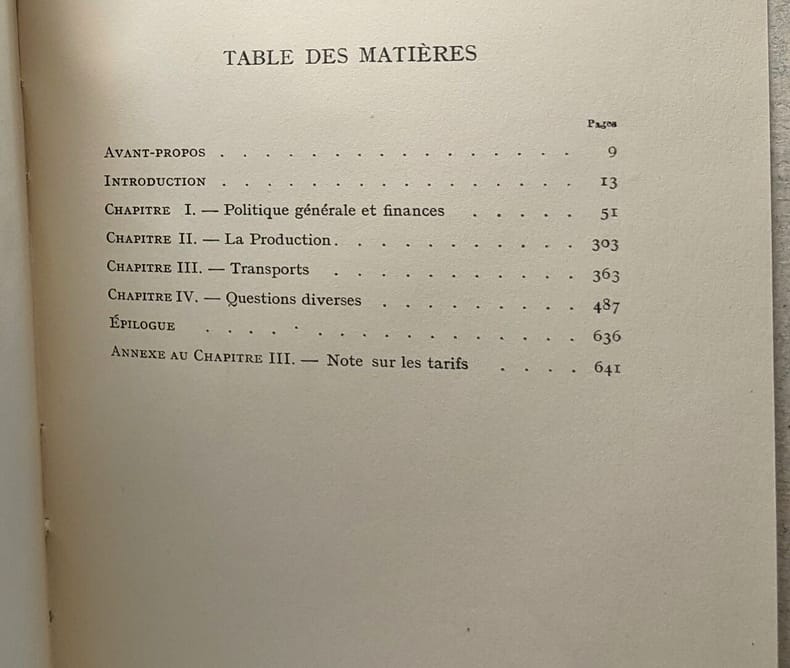 TABLE DES MATIÈRES
Pages
AVANT-PROPOS . . . . . . . . . . . . . . . . 9
INTRODUCTION . . . . . . . . . . . . . . . . 13
CHAPITRE I. — Politique générale et finances . . . . . 51
CHAPITRE II. — La Production. . . . . . . . . . . 303
CHAPITRE III. — Transports . . . . . . . . . . . 363
CHAPITRE IV. — Questions diverses . . . . . . . . . 487
ÉPILOGUE . . . . . . . . . . . . . . . . . 636
ANNEXE AU CHAPITRE III. — Note sur les tarifs . . . . 641